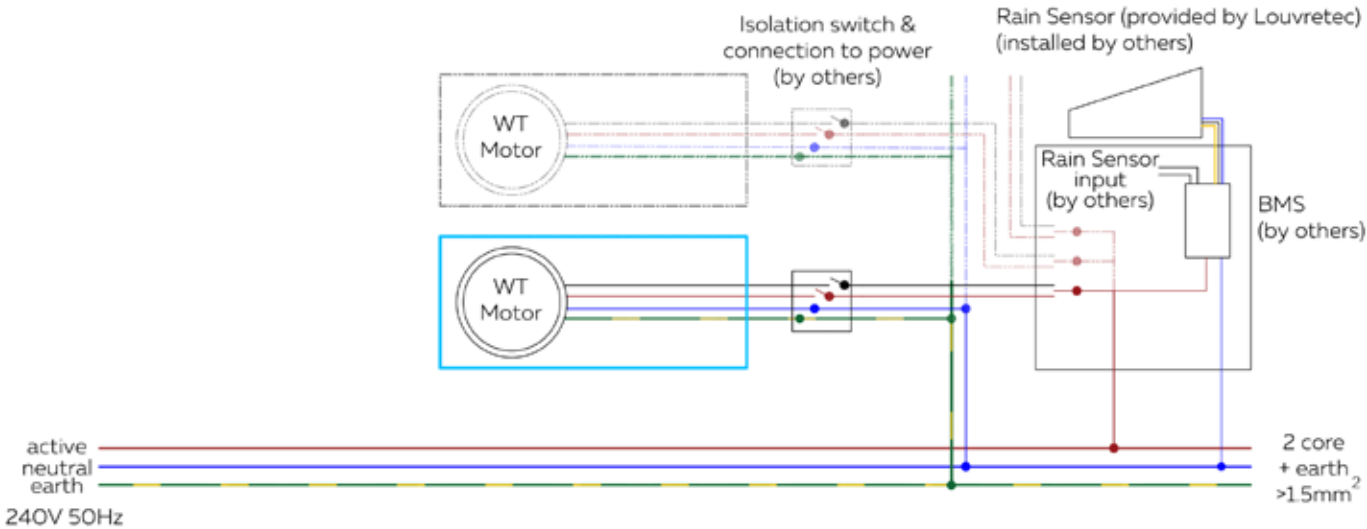 Isolation switch &
connection to power
(by others)
Rain Sensor (provided by Louvretec)
(installed by others)
WT
Motor
Rain Sensor
input
(by others)
BMS
(by others)
WT
Motor
active
neutral
earth
240V 50Hz
2 core
+ earth
>1.5mm²